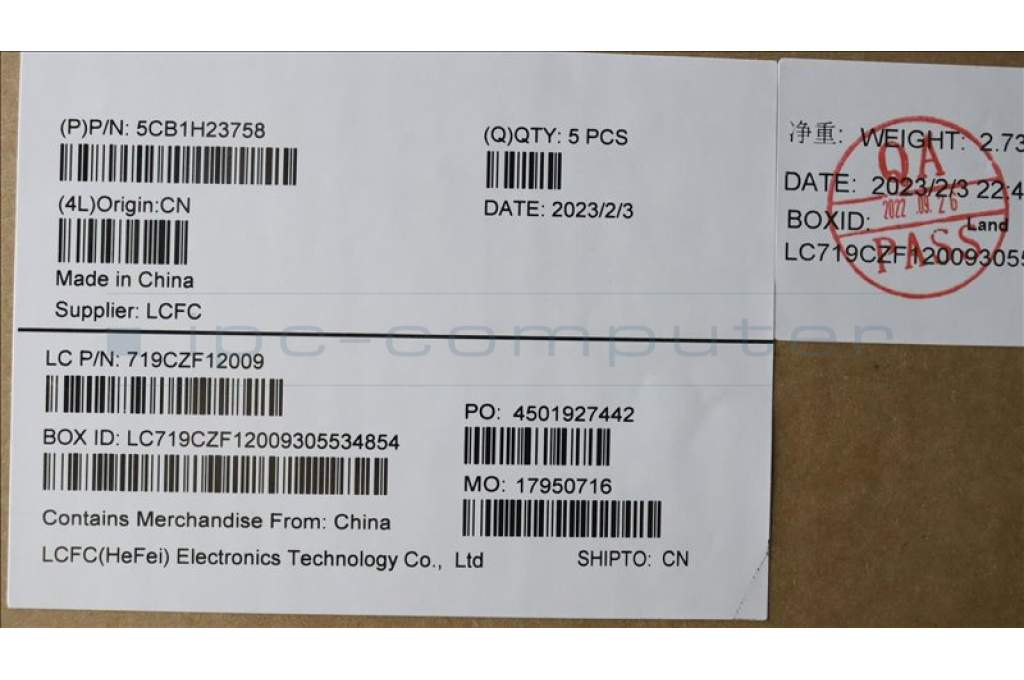 (P)P/N: 5CB1H23758
(Q)QTY: 5 PCS
(4L)Origin:CN
DATE: 2023/2/3
Made in China
Supplier: LCFC
LC P/N: 719CZF12009
PO: 4501927442
BOX ID: LC719CZF12009305534854
MO: 17950716
Contains Merchandise From: China
LCFC(HeFei) Electronics Technology Co., Ltd
SHIPTO: CN
净重: WEIGHT: 2.73
DATE: 2023/2/3 22:4
BOXID:
Land
LC719CZF120093055
QA
2022.09.26
PASS
ipc-computer